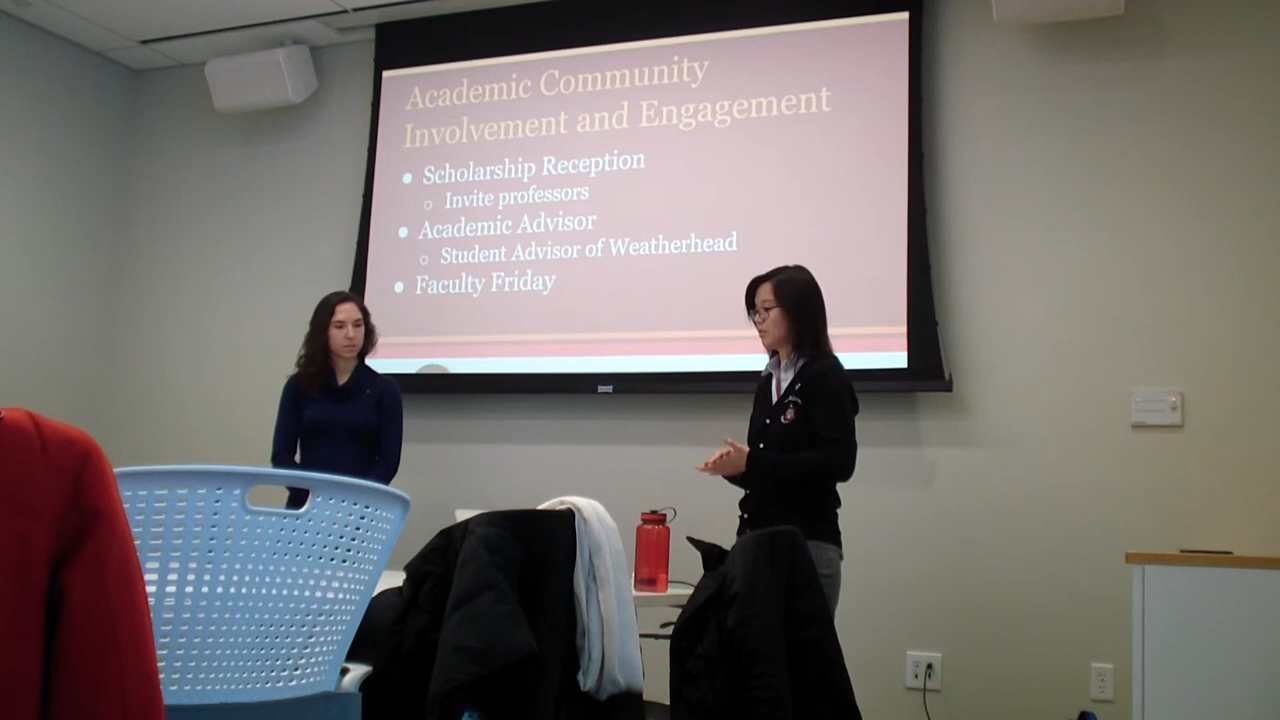 Academic Community
Involvement and Engagement
● Scholarship Reception
○ Invite professors
● Academic Advisor
○ Student Advisor of Weatherhead
● Faculty Friday